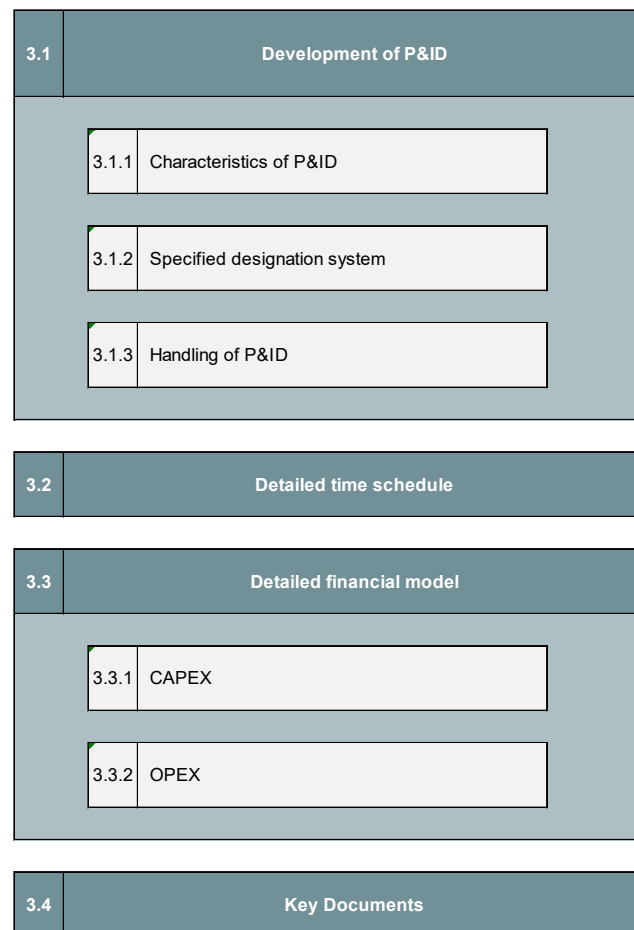 3.1 Development of P&ID
3.1.1 Characteristics of P&ID
3.1.2 Specified designation system
3.1.3 Handling of P&ID
3.2 Detailed time schedule
3.3 Detailed financial model
3.3.1 CAPEX
3.3.2 OPEX
3.4 Key Documents